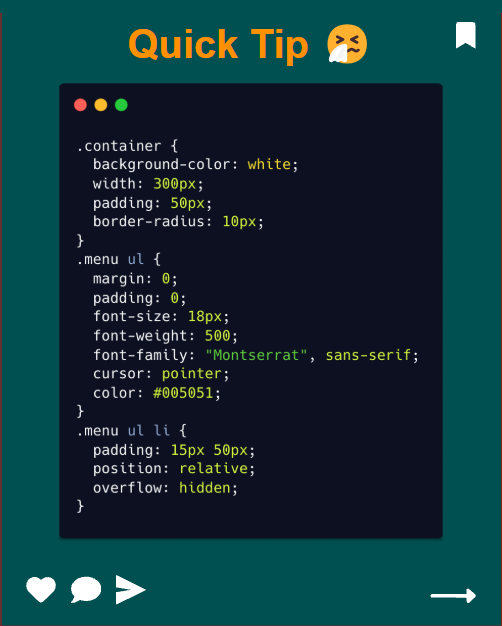 Quick Tip
.container {
  background-color: white;
  width: 300px;
  padding: 50px;
  border-radius: 10px;
}
.menu ul {
  margin: 0;
  padding: 0;
  font-size: 18px;
  font-weight: 500;
  font-family: "Montserrat", sans-serif;
  cursor: pointer;
  color: #005051;
}
.menu ul li {
  padding: 15px 50px;
  position: relative;
  overflow: hidden;
}